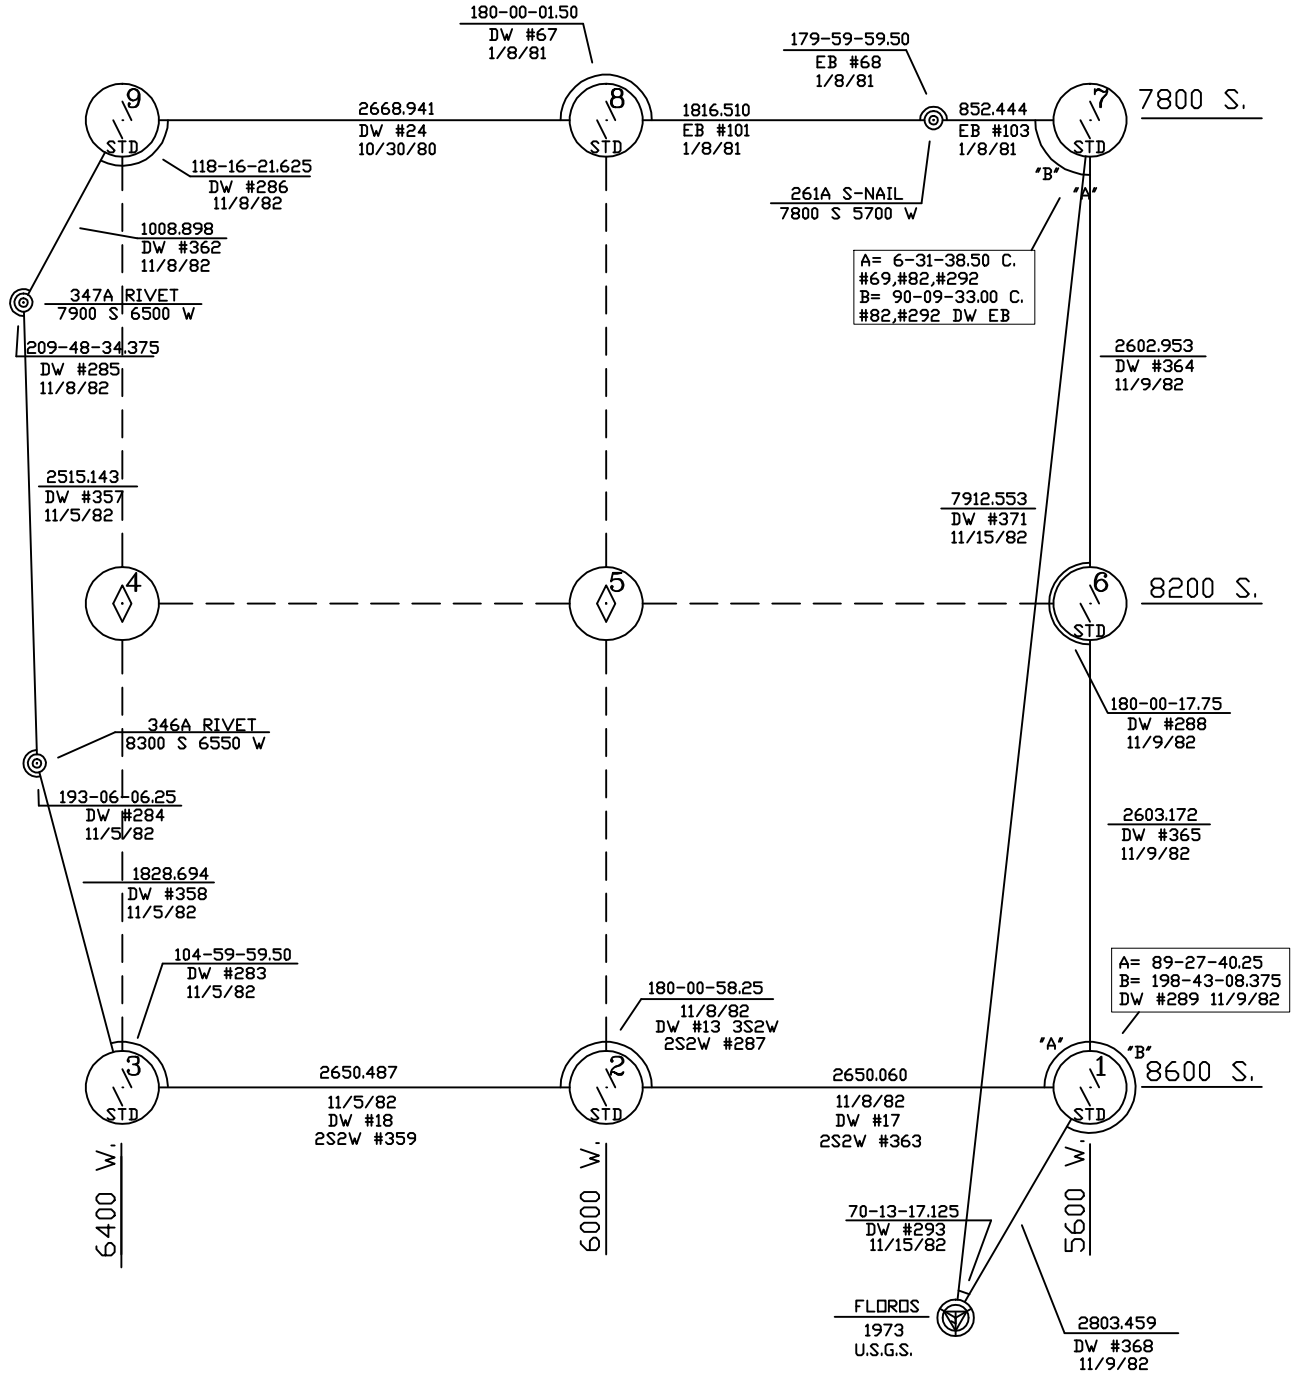 180-00-01.50
DW #67
1/8/81
179-59-59.50
EB #68
1/8/81
9
STD
2668.941
DW #24
10/30/80
8
STD
1816.510
EB #101
1/8/81
852.444
EB #103
1/8/81
7
STD
7800 S.
118-16-21.625
DW #286
11/8/82
261A S-NAIL
7800 S 5700 W
"B"
"A"
1008.898
DW #362
11/8/82
A= 6-31-38.50 C.
#69,#82,#292
B= 90-09-33.00 C.
#82,#292 DW EB
347A RIVET
7900 S 6500 W
209-48-34.375
DW #285
11/8/82
2602.953
DW #364
11/9/82
2515.143
DW #357
11/5/82
7912.553
DW #371
11/15/82
4
5
6
STD
8200 S.
346A RIVET
8300 S 6550 W
180-00-17.75
DW #288
11/9/82
193-06-06.25
DW #284
11/5/82
2603.172
DW #365
11/9/82
1828.694
DW #358
11/5/82
104-59-59.50
DW #283
11/5/82
180-00-58.25
11/8/82
DW #13 3S2W
2S2W #287
A= 89-27-40.25
B= 198-43-08.375
DW #289 11/9/82
"A"
"B"
3
STD
2650.487
11/5/82
DW #18
2S2W #359
2
STD
2650.060
11/8/82
DW #17
2S2W #363
1
STD
8600 S.
6400 W.
6000 W.
5600 W.
70-13-17.125
DW #293
11/15/82
FLOROS
1973
U.S.G.S.
2803.459
DW #368
11/9/82